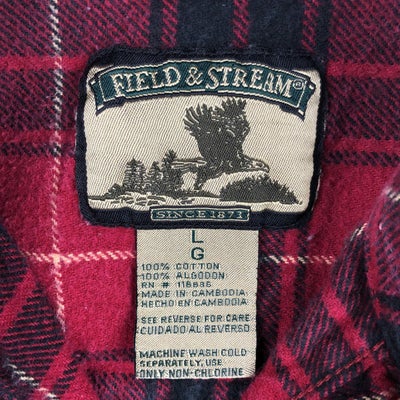 FIELD & STREAM
SINCE 1871
L
G
100% COTTON
100% ALGODON
RN # 118886
MADE IN CAMBODIA
HECHO EN CAMBODIA
SEE REVERSE FOR CARE
CUIDADO AL REVERSO
MACHINE WASH COLD
SEPARATELY, USE
ONLY NON-CHLORINE